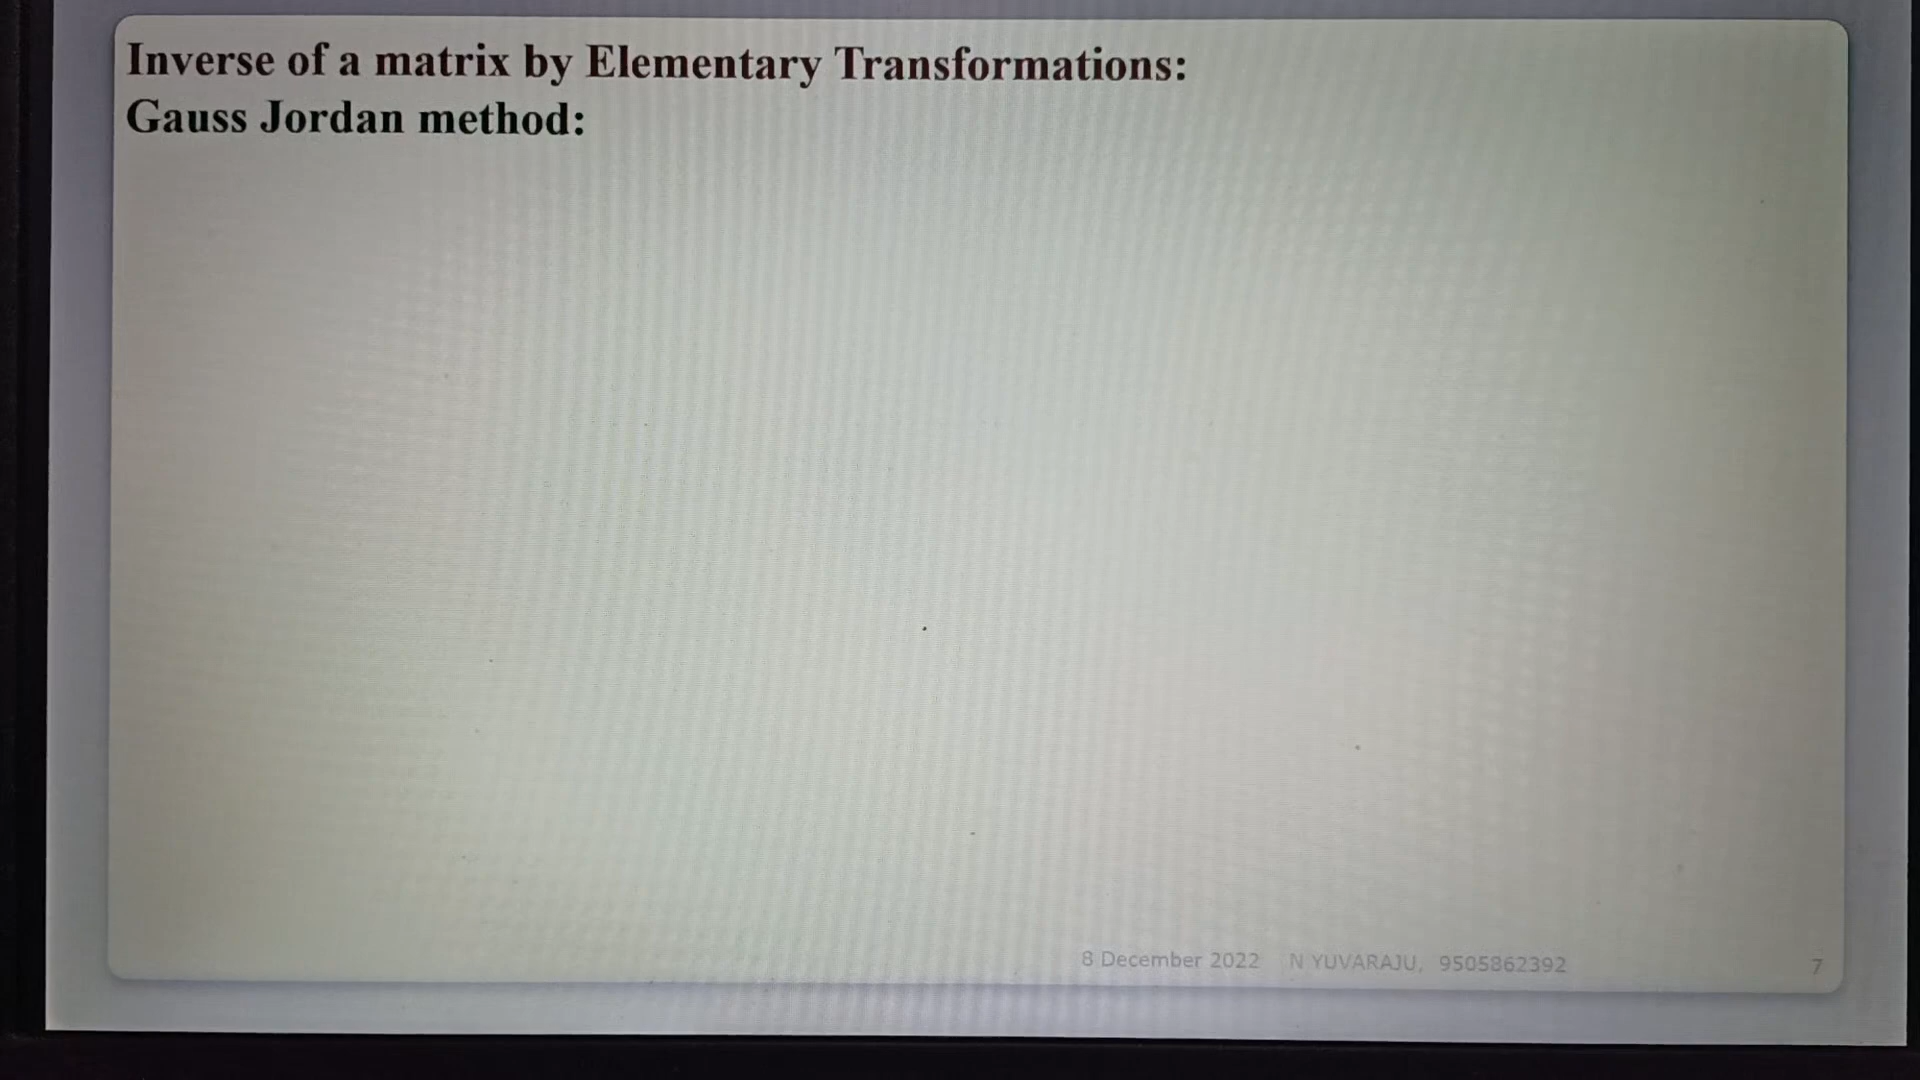 Inverse of a matrix by Elementary Transformations:
Gauss Jordan method:
8 December 2022 N YUVARAJU, 9505862392 7